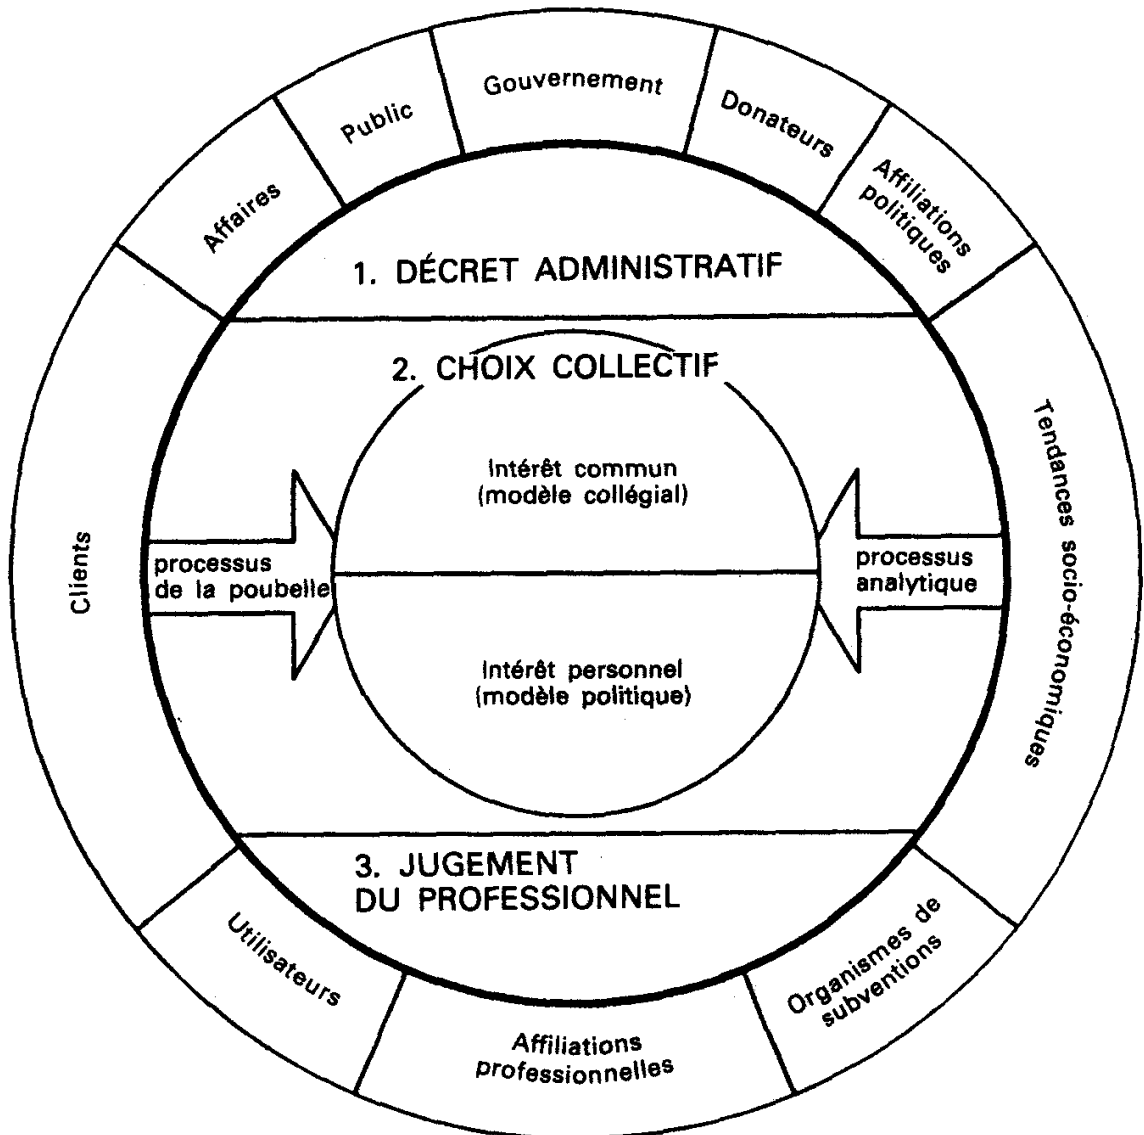 Gouvernement
Public
Donateurs
Affaires
Affiliations
politiques
1. DÉCRET ADMINISTRATIF
2. CHOIX COLLECTIF
Intérêt commun
(modèle collégial)
Clients
processus
de la poubelle
processus
analytique
Tendances socio-économiques
Intérêt personnel
(modèle politique)
3. JUGEMENT
DU PROFESSIONNEL
Utilisateurs
Organismes de
subventions
Affiliations
professionnelles